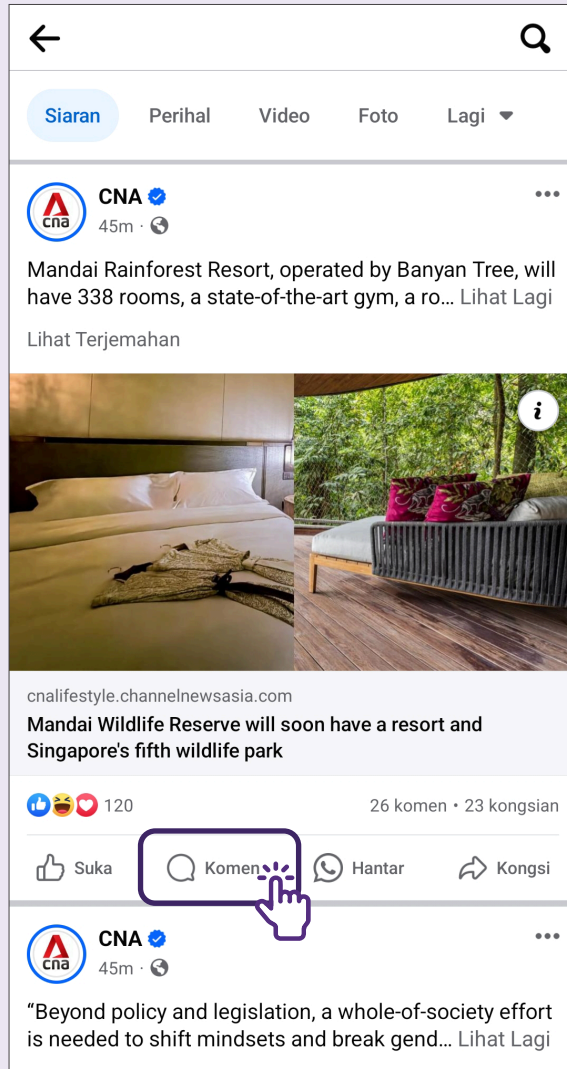 Siaran Perihal Video Foto Lagi
cna
CNA
45m ·
Mandai Rainforest Resort, operated by Banyan Tree, will
have 338 rooms, a state-of-the-art gym, a ro... Lihat Lagi
Lihat Terjemahan
i
cnalifestyle.channelnewsasia.com
Mandai Wildlife Reserve will soon have a resort and
Singapore's fifth wildlife park
120 26 komen • 23 kongsian
Suka Komen Hantar Kongsi
cna
CNA
45m ·
“Beyond policy and legislation, a whole-of-society effort
is needed to shift mindsets and break gend... Lihat Lagi